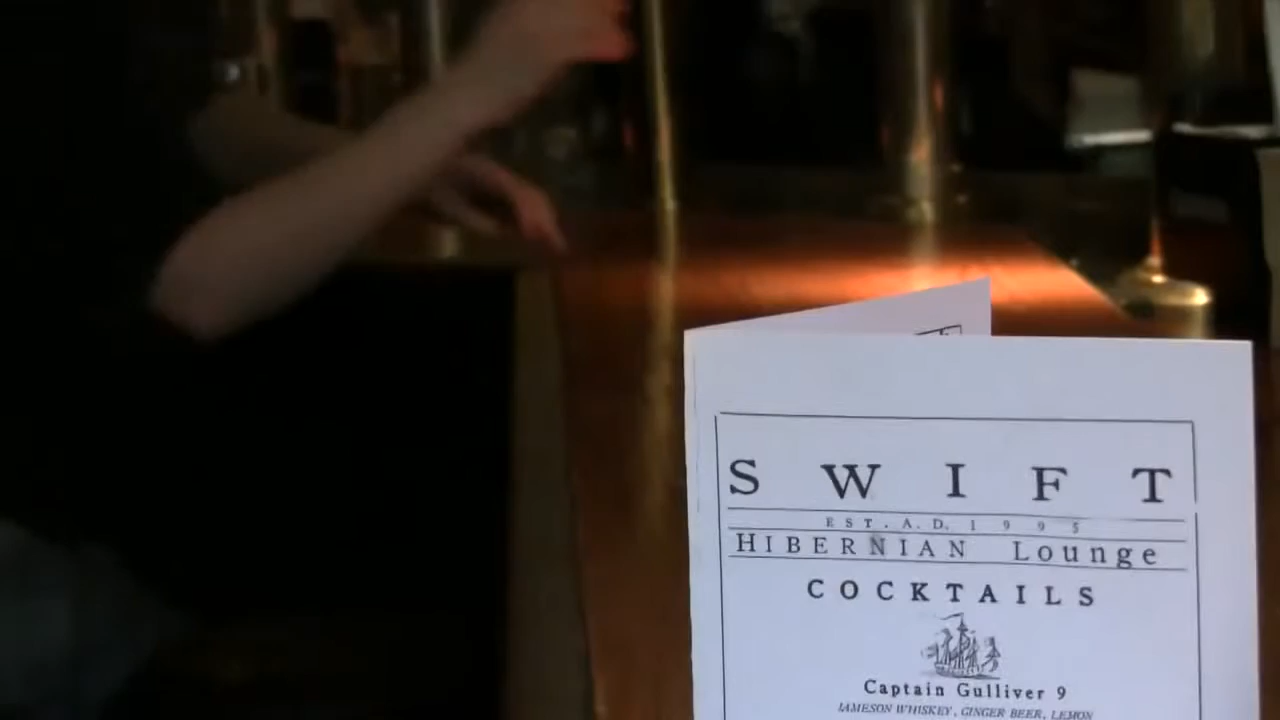 SWIFT
EST. A.D. 1995
HIBERNIAN Lounge
COCKTAILS
Captain Gulliver 9
JAMESON WHISKEY, GINGER BEER, LEMON